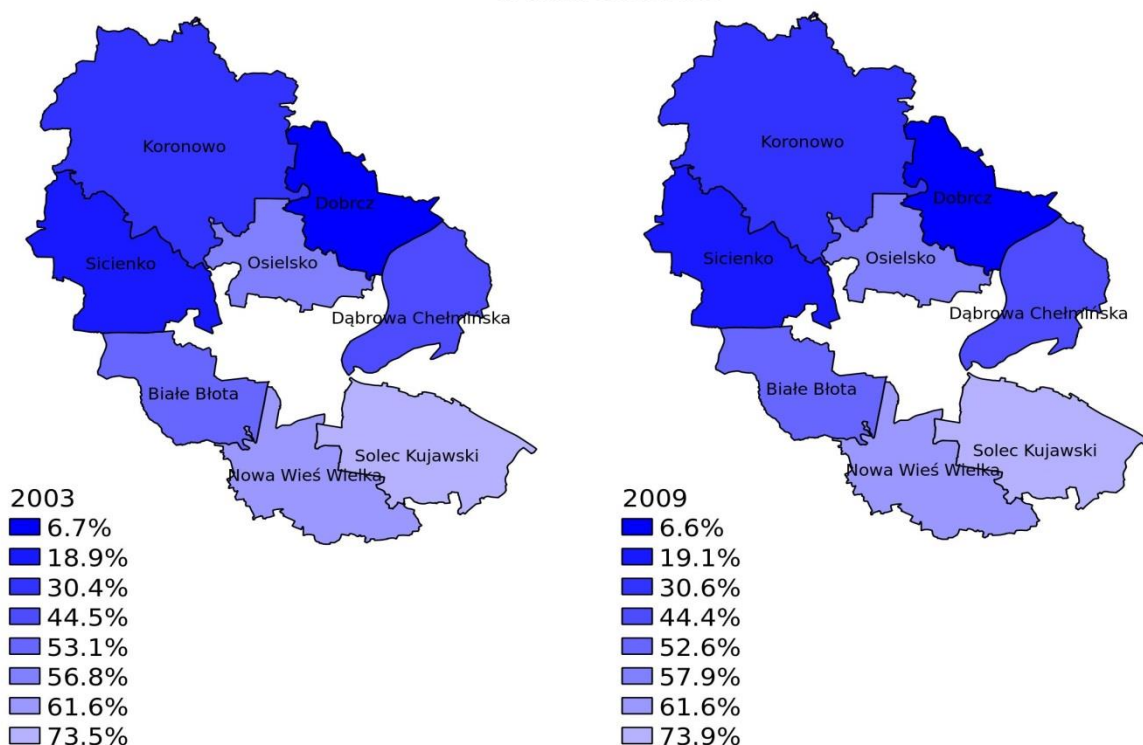 Koronowo
Dobrcz
Sicienko
Osielsko
Dąbrowa Chełmińska
Białe Błota
Solec Kujawski
Nowa Wieś Wielka
2003
6.7%
18.9%
30.4%
44.5%
53.1%
56.8%
61.6%
73.5%
Koronowo
Dobrcz
Sicienko
Osielsko
Dąbrowa Chełmińska
Białe Błota
Solec Kujawski
Nowa Wieś Wielka
2009
6.6%
19.1%
30.6%
44.4%
52.6%
57.9%
61.6%
73.9%